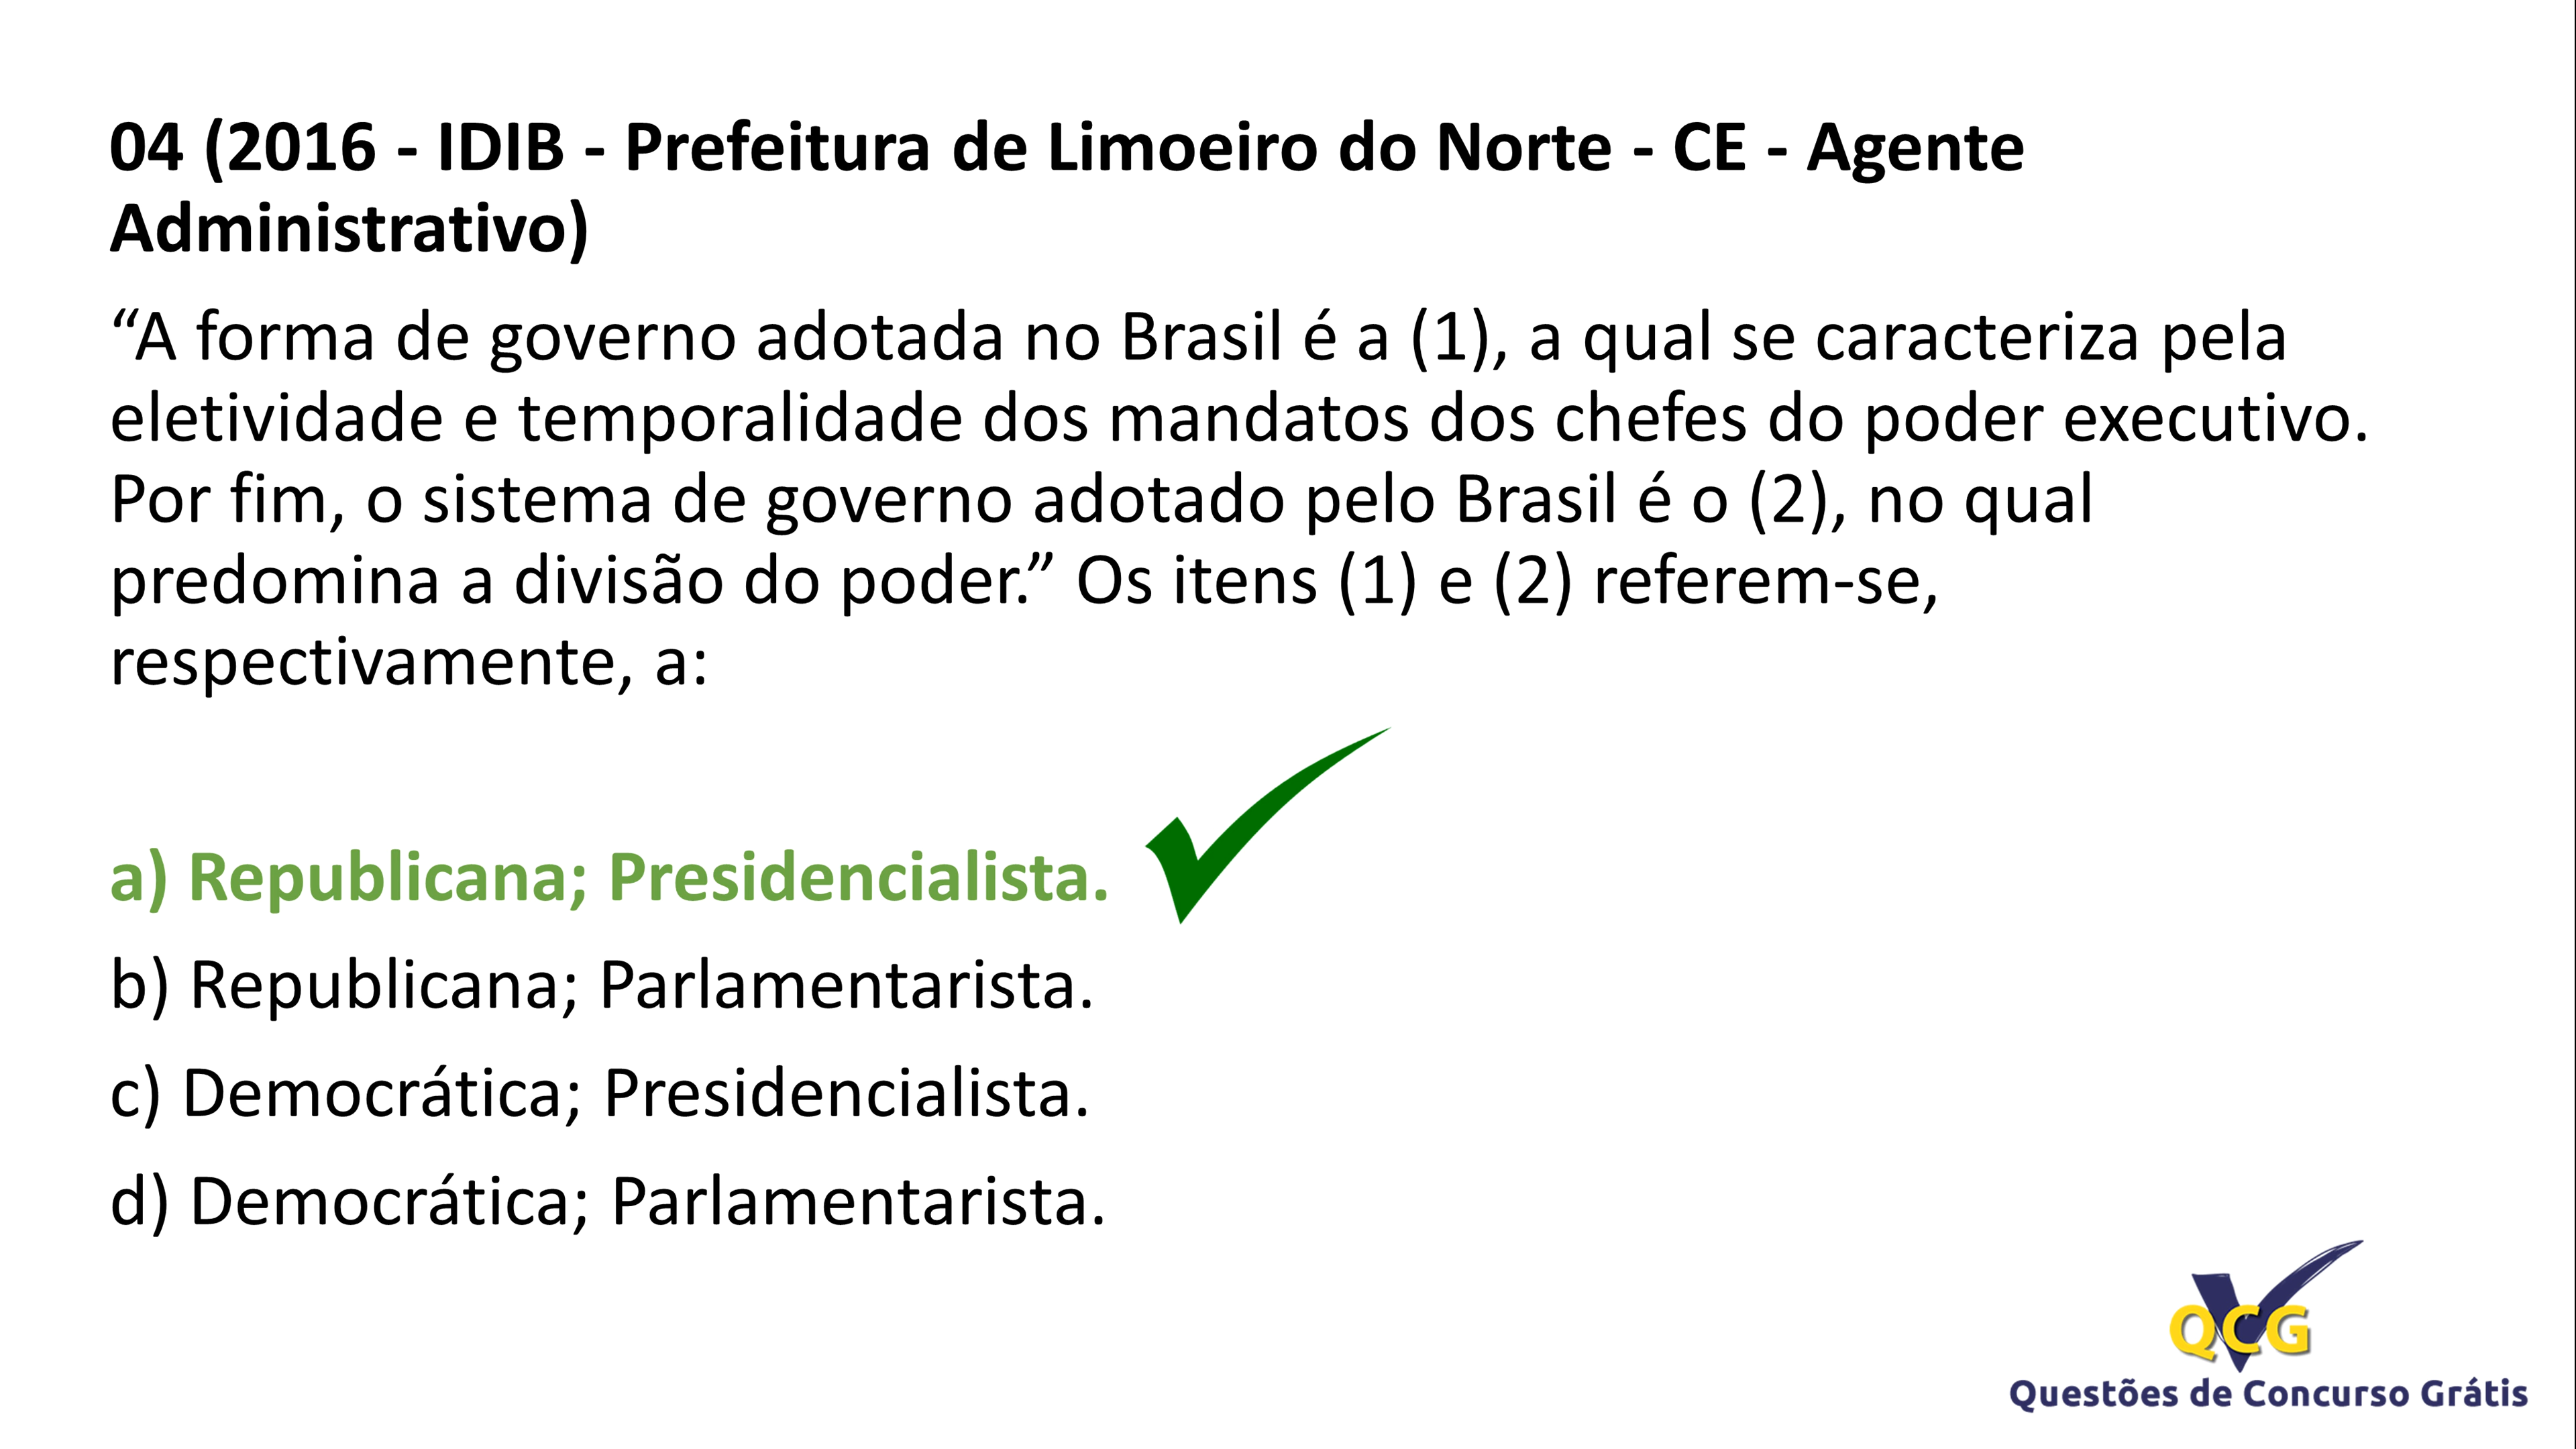 04 (2016 - IDIB - Prefeitura de Limoeiro do Norte - CE - Agente
Administrativo)
“A forma de governo adotada no Brasil é a (1), a qual se caracteriza pela
eletividade e temporalidade dos mandatos dos chefes do poder executivo.
Por fim, o sistema de governo adotado pelo Brasil é o (2), no qual
predomina a divisão do poder.” Os itens (1) e (2) referem-se,
respectivamente, a:
a) Republicana; Presidencialista.
b) Republicana; Parlamentarista.
c) Democrática; Presidencialista.
d) Democrática; Parlamentarista.
QCG
Questões de Concurso Grátis